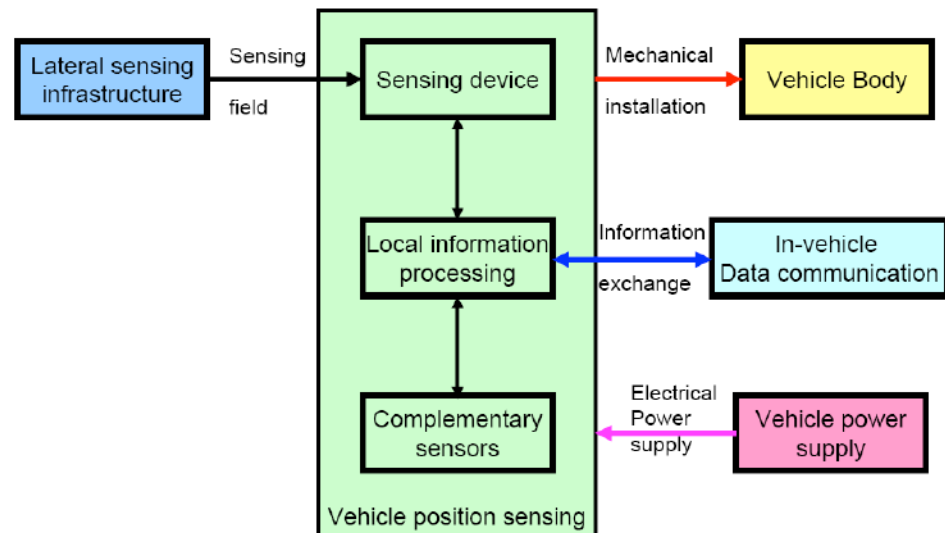 Lateral sensing
infrastructure
Sensing
field
Sensing device
Mechanical
installation
Vehicle Body
Local information
processing
Information
exchange
In-vehicle
Data communication
Complementary
sensors
Electrical
Power
supply
Vehicle power
supply
Vehicle position sensing